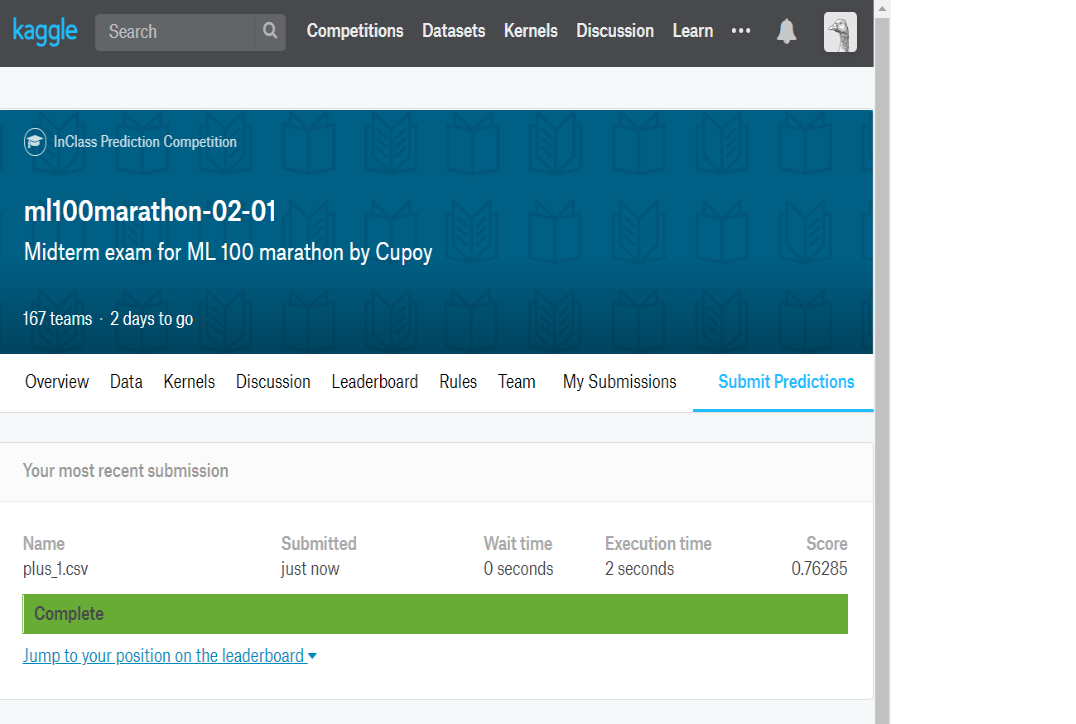 kaggle Search Competitions Datasets Kernels Discussion Learn •••
InClass Prediction Competition
ml100marathon-02-01
Midterm exam for ML 100 marathon by Cupoy
167 teams · 2 days to go
Overview Data Kernels Discussion Leaderboard Rules Team My Submissions Submit Predictions
Your most recent submission
Name Submitted Wait time Execution time Score
plus_1.csv just now 0 seconds 2 seconds 0.76285
Complete
Jump to your position on the leaderboard